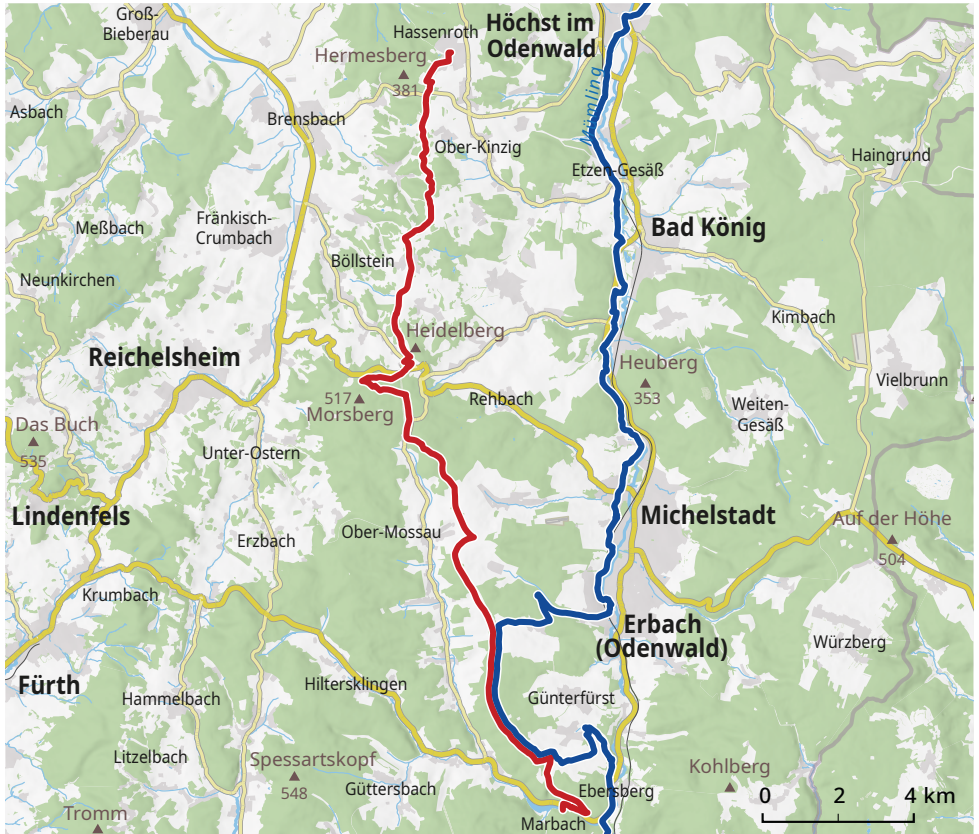 Groß-
Bieberau
Hassenroth
Höchst im
Odenwald
Hermesberg
381
Mümling
Asbach
Brensbach
Ober-Kinzig
Haingrund
Etzen-Gesäß
Meßbach
Fränkisch-
Crumbach
Bad König
Böllstein
Neunkirchen
Kimbach
Heidelberg
Reichelsheim
Heuberg
353
Vielbrunn
517
Morsberg
Rehbach
Weiten-
Gesäß
Das Buch
535
Unter-Ostern
Lindenfels
Michelstadt
Auf der Höhe
504
Ober-Mossau
Erzbach
Krumbach
Erbach
(Odenwald)
Würzberg
Fürth
Hiltersklingen
Hammelbach
Günterfürst
Litzelbach
Spessartskopf
548
Kohlberg
Güttersbach
Ebersberg
0 2 4 km
Tromm
Marbach